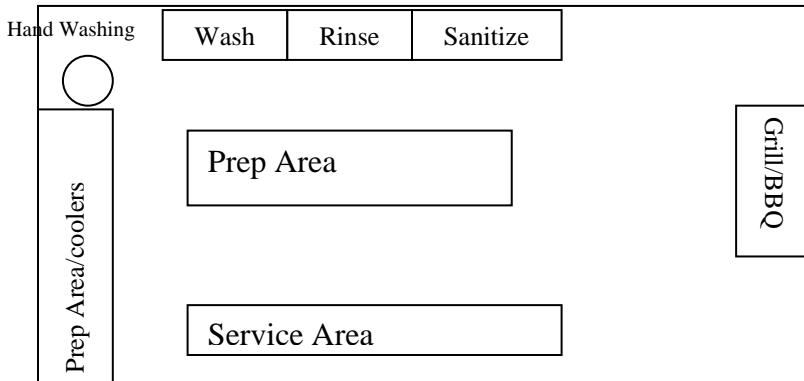 Hand Washing
Wash
Rinse
Sanitize
Prep Area
Grill/BBQ
Prep Area/coolers
Service Area